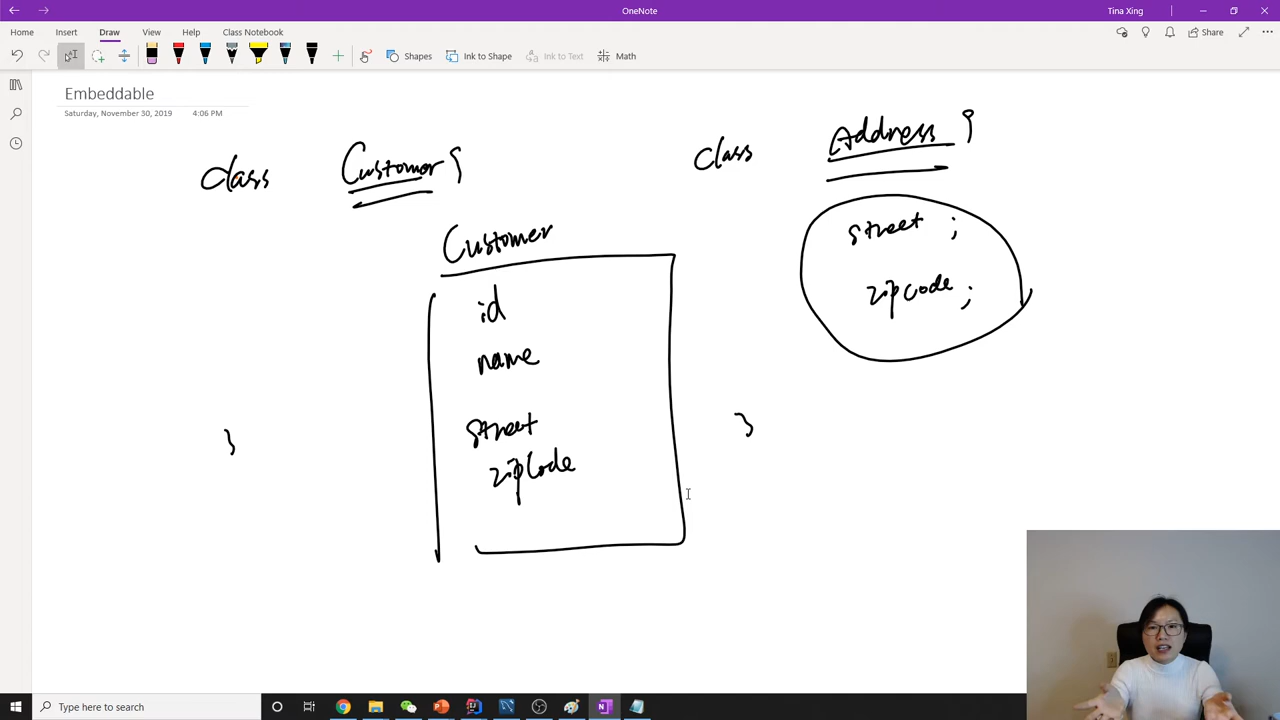 OneNote
Tina Xing
Home Insert Draw View Help Class Notebook
Share
Shapes Ink to Shape Ink to Text Math
Embeddable
Saturday, November 30, 2019 4:06 PM
class Customer {
class Address {
Customer
id
name
street
zipCode
}
street ;
zipcode ;
}
Type here to search